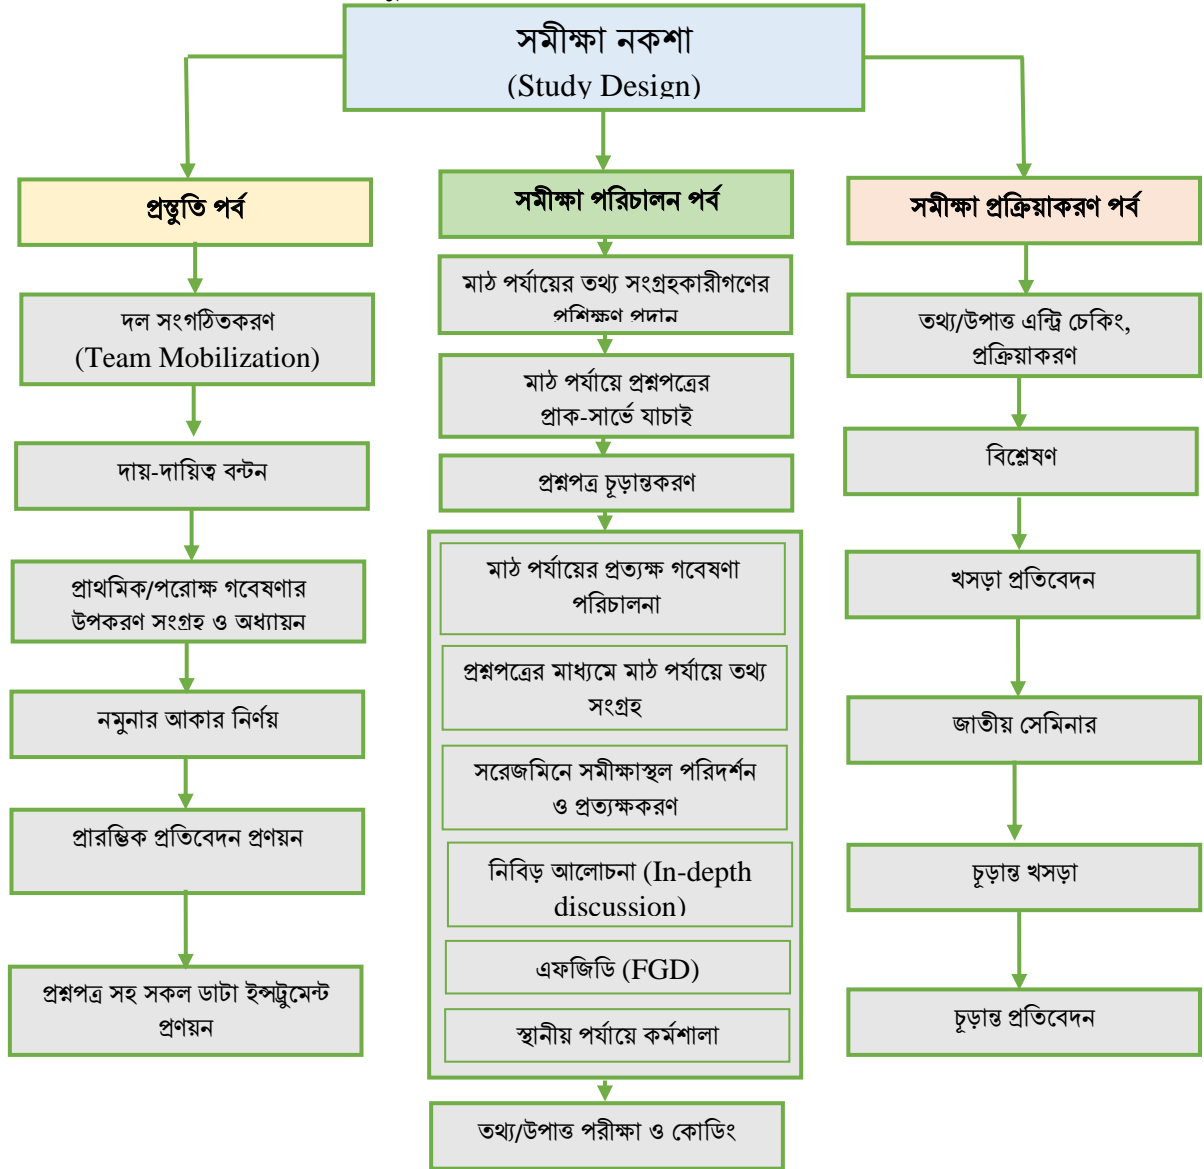 সমীক্ষা নকশা
(Study Design)
প্রস্তুতি পর্ব
দল সংগঠিতকরণ
(Team Mobilization)
দায়-দায়িত্ব বন্টন
প্রাথমিক/পরোক্ষ গবেষণার
উপকরণ সংগ্রহ ও অধ্যায়ন
নমুনার আকার নির্ণয়
প্রারম্ভিক প্রতিবেদন প্রণয়ন
প্রশ্নপত্র সহ সকল ডাটা ইন্সট্রুমেন্ট
প্রণয়ন
সমীক্ষা পরিচালন পর্ব
মাঠ পর্যায়ের তথ্য সংগ্রহকারীগণের
প্রশিক্ষণ প্রদান
মাঠ পর্যায়ে প্রশ্নপত্রের
প্রাক-সার্ভে যাচাই
প্রশ্নপত্র চূড়ান্তকরণ
মাঠ পর্যায়ের প্রত্যক্ষ গবেষণা
পরিচালনা
প্রশ্নপত্রের মাধ্যমে মাঠ পর্যায়ে তথ্য
সংগ্রহ
সরেজমিনে সমীক্ষাস্থল পরিদর্শন
ও প্রত্যক্ষকরণ
নিবিড় আলোচনা (In-depth
discussion)
এফজিডি (FGD)
স্থানীয় পর্যায়ে কর্মশালা
তথ্য/উপাত্ত পরীক্ষা ও কোডিং
সমীক্ষা প্রক্রিয়াকরণ পর্ব
তথ্য/উপাত্ত এন্ট্রি চেকিং,
প্রক্রিয়াকরণ
বিশ্লেষণ
খসড়া প্রতিবেদন
জাতীয় সেমিনার
চূড়ান্ত খসড়া
চূড়ান্ত প্রতিবেদন